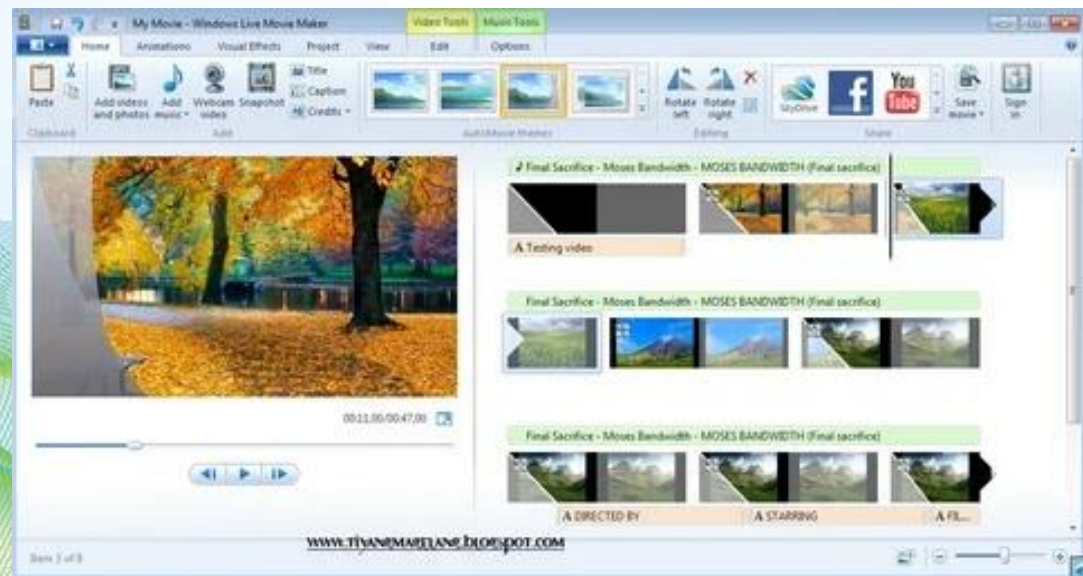 My Movie - Windows Live Movie Maker
Video Tools
Music Tools
Home
Animations
Visual Effects
Project
View
Edit
Options
Paste
Add videos and photos
Add music
Webcam video
Snapshot
Title
Caption
Credits
Rotate left
Rotate right
SkyDrive
f
You Tube
Save movie
Sign in
Clipboard
Add
AutoMovie themes
Editing
Share
Final Sacrifice - Moses Bandwidth - MOSES BANDWIDTH (Final sacrifice)
A Testing video
Final Sacrifice - Moses Bandwidth - MOSES BANDWIDTH (Final sacrifice)
00:11,00/00:47,00
Final Sacrifice - Moses Bandwidth - MOSES BANDWIDTH (Final sacrifice)
A DIRECTED BY
A STARRING
A FIL...
WWW.TIYANEMARELANE.BLOGSPOT.COM
Item 3 of 8